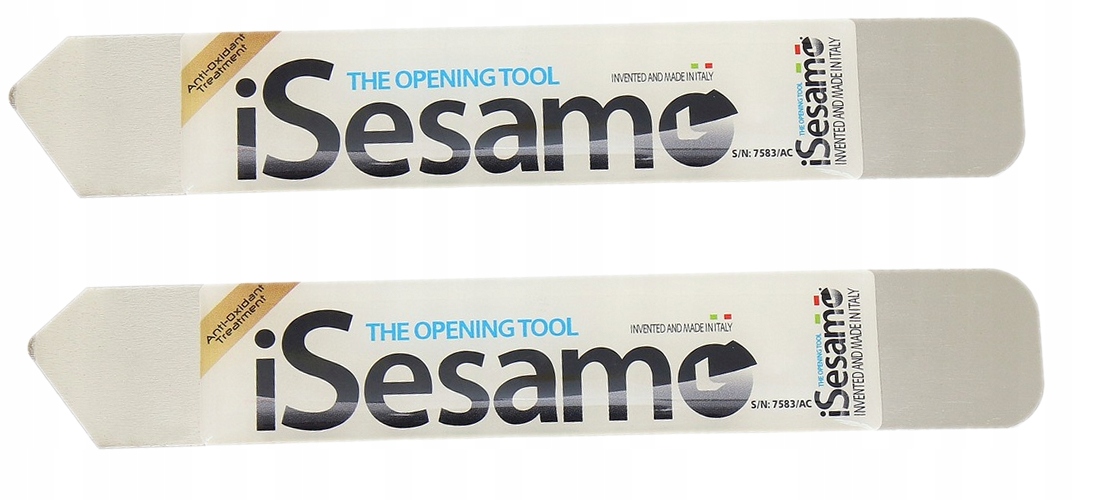 Anti-Oxidant
Treatment
THE OPENING TOOL
INVENTED AND MADE IN ITALY
iSesamo
S/N: 7583/AC
THE OPENING TOOL
iSesamo
INVENTED AND MADE IN ITALY
Anti-Oxidant
Treatment
THE OPENING TOOL
INVENTED AND MADE IN ITALY
iSesamo
S/N: 7583/AC
THE OPENING TOOL
iSesamo
INVENTED AND MADE IN ITALY